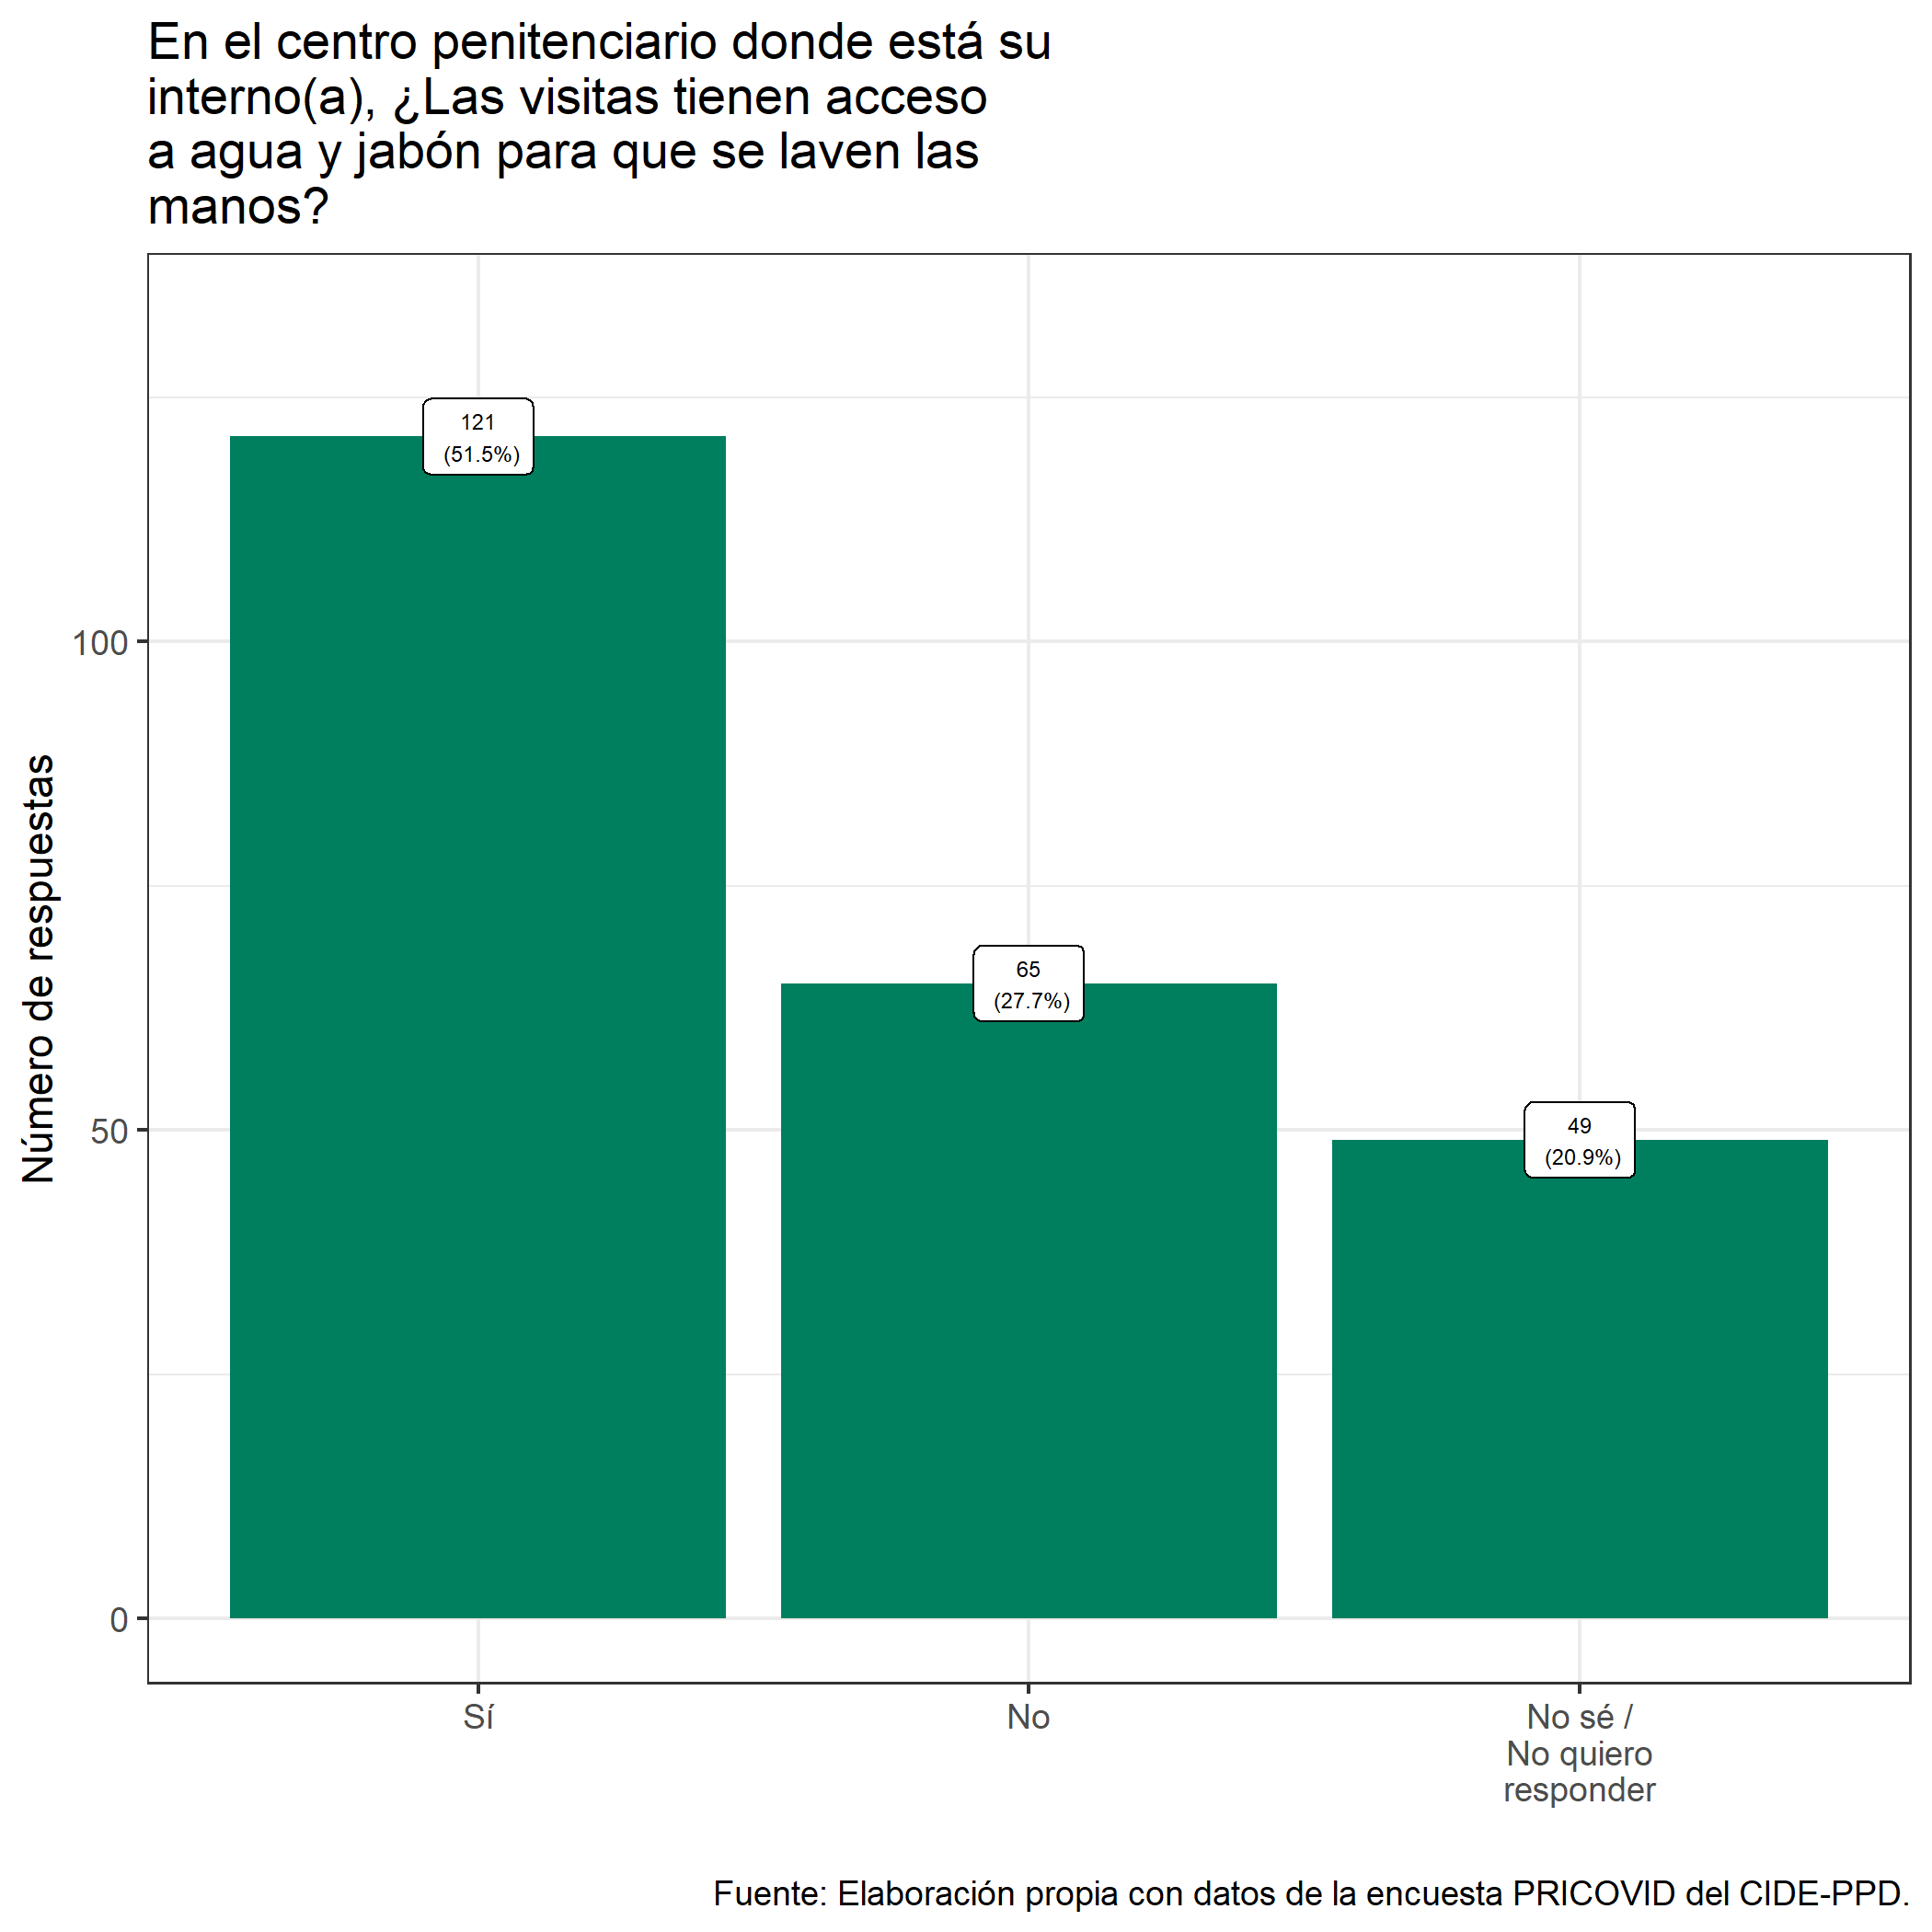 En el centro penitenciario donde está su
interno(a), ¿Las visitas tienen acceso
a agua y jabón para que se laven las
manos?
Número de respuestas
100
50
0
121
(51.5%)
65
(27.7%)
49
(20.9%)
Sí
No
No sé /
No quiero
responder
Fuente: Elaboración propia con datos de la encuesta PRICOVID del CIDE-PPD.